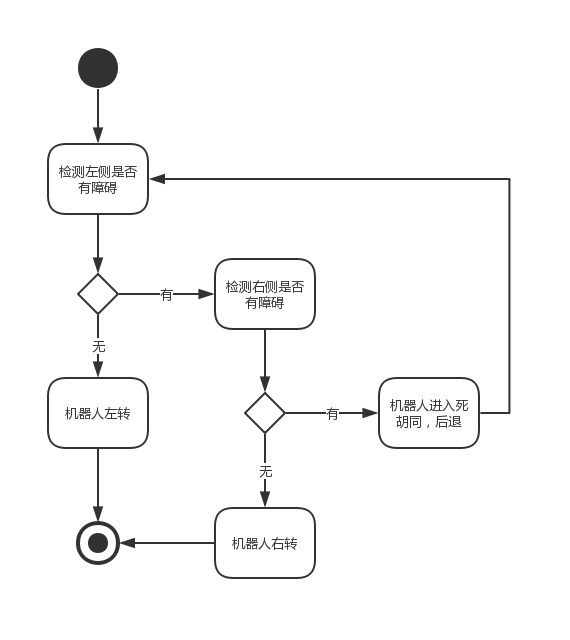 检测左侧是否
有障碍
有
检测右侧是否
有障碍
无
机器人左转
有
机器人进入死
胡同，后退
无
机器人右转